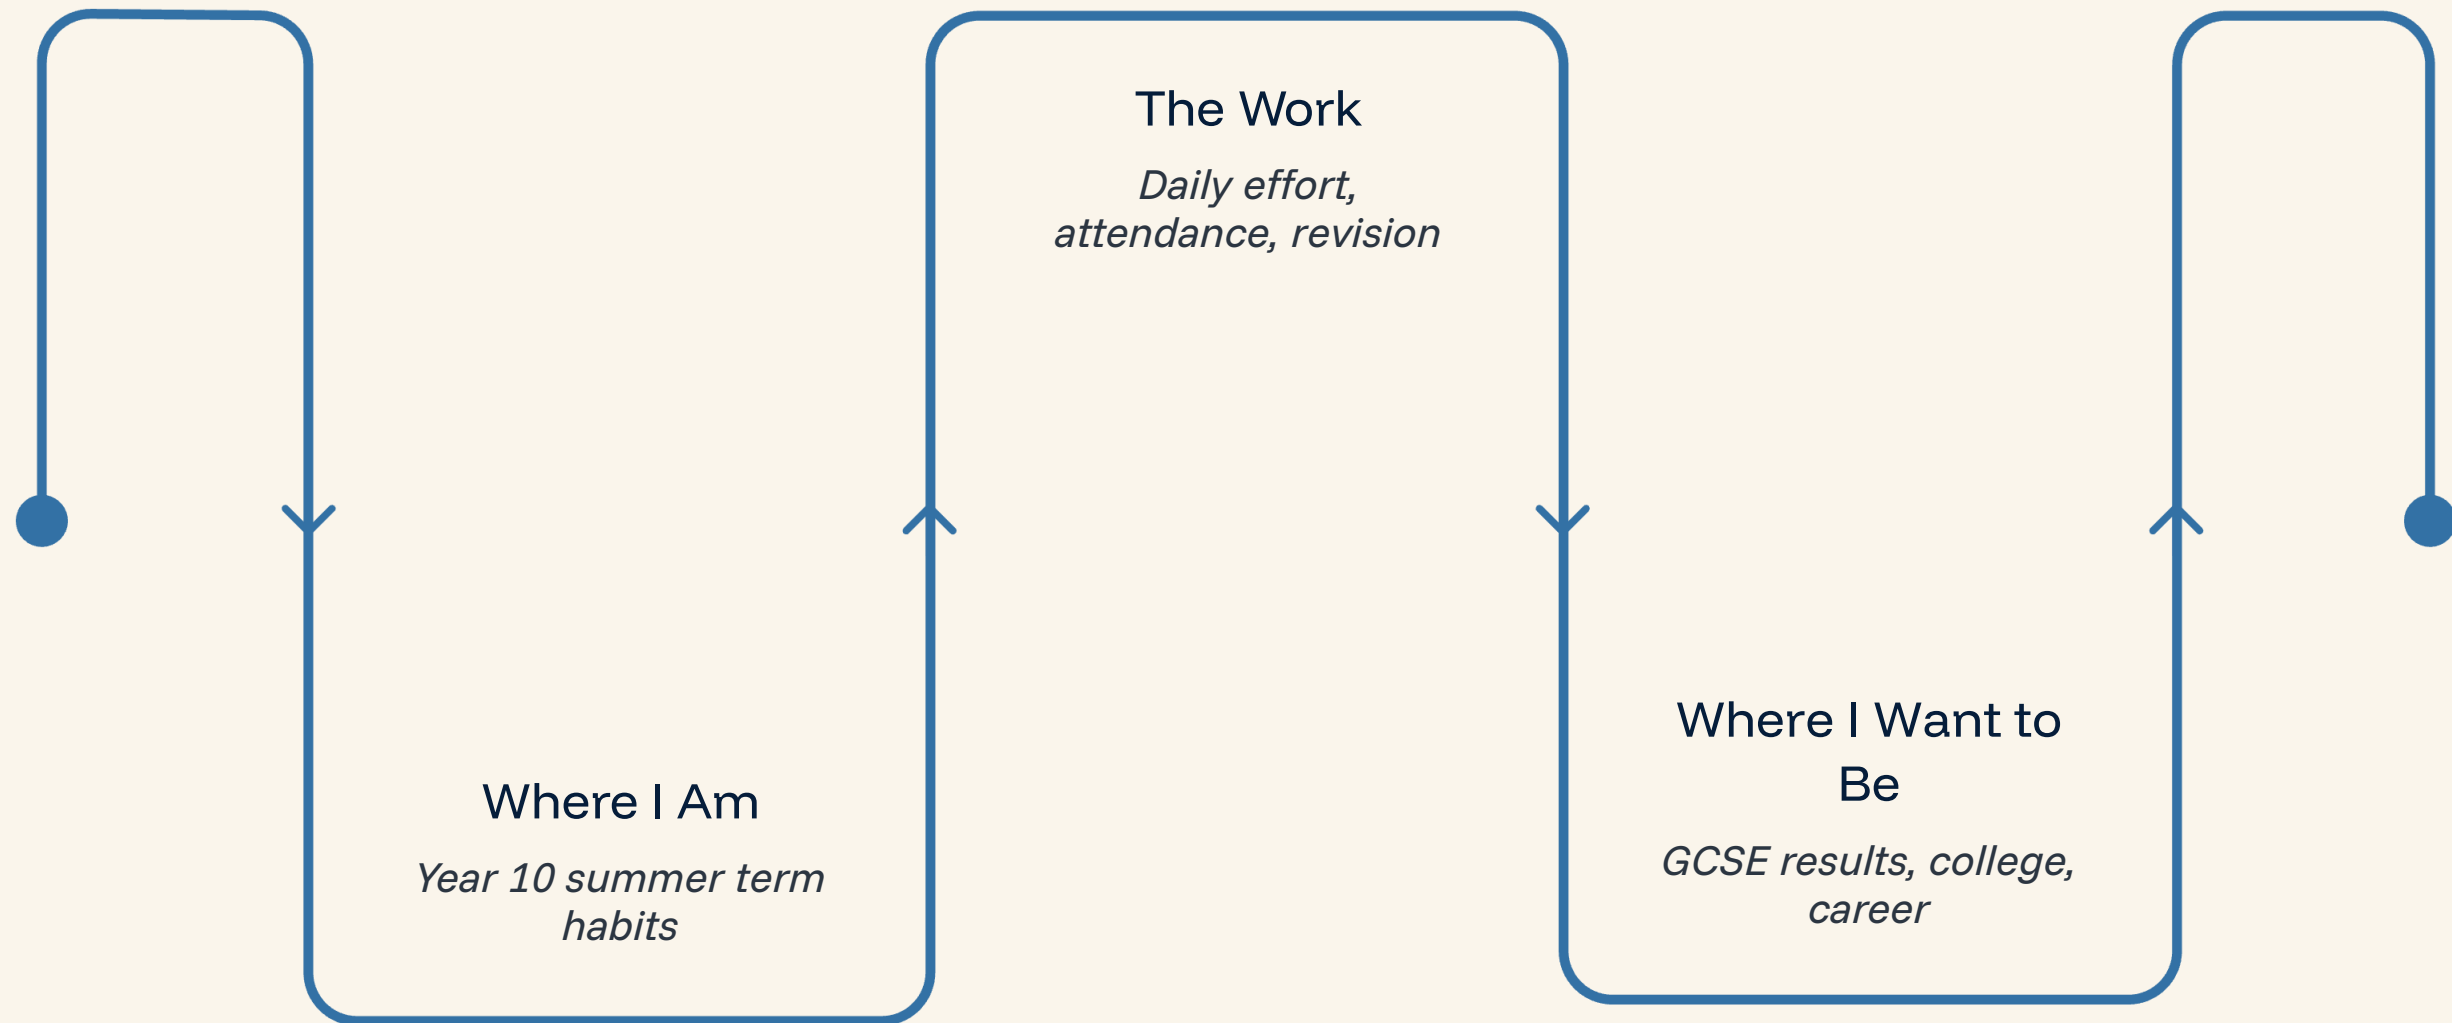 Where I Am
Year 10 summer term
habits
The Work
Daily effort,
attendance, revision
Where I Want to
Be
GCSE results, college,
career